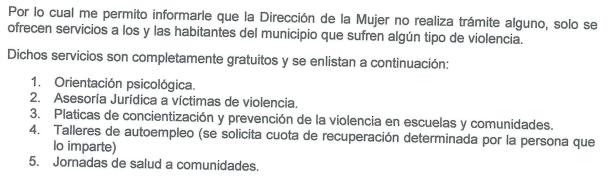 Por lo cual me permito informarle que la Dirección de la Mujer no realiza trámite alguno, solo se
ofrecen servicios a los y las habitantes del municipio que sufren algún tipo de violencia.
Dichos servicios son completamente gratuitos y se enlistan a continuación:
1. Orientación psicológica.
2. Asesoría Jurídica a víctimas de violencia.
3. Platicas de concientización y prevención de la violencia en escuelas y comunidades.
4. Talleres de autoempleo (se solicita cuota de recuperación determinada por la persona que
lo imparte)
5. Jornadas de salud a comunidades.